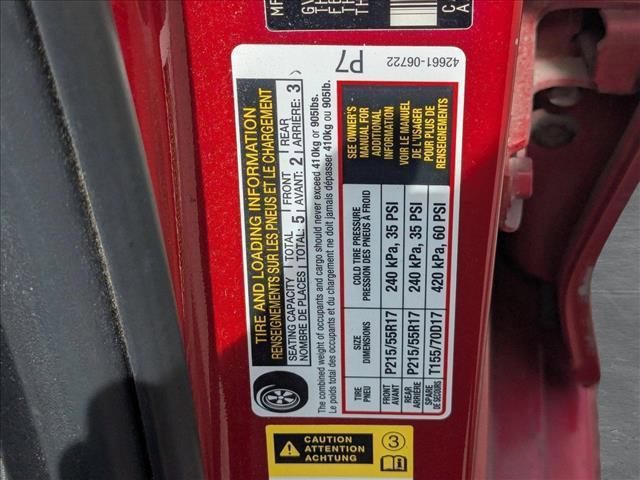 MF
GV
C
A
P7
42661-06722
TIRE AND LOADING INFORMATION
RENSEIGNEMENTS SUR LES PNEUS ET LE CHARGEMENT
SEATING CAPACITY TOTAL FRONT REAR
NOMBRE DE PLACES TOTAL: 5 AVANT: 2 ARRIÈRE: 3
The combined weight of occupants and cargo should never exceed 410kg or 905lbs.
Le poids total des occupants et du chargement ne doit jamais dépasser 410kg ou 905lb.
TIRE
PNEU
SIZE
DIMENSIONS
COLD TIRE PRESSURE
PRESSION DES PNEUS À FROID
SEE OWNER'S
MANUAL FOR
ADDITIONAL
INFORMATION
VOIR LE MANUEL
DE L'USAGER
POUR PLUS DE
RENSEIGNEMENTS
FRONT
AVANT
P215/55R17
240 kPa, 35 PSI
REAR
ARRIÈRE
P215/55R17
240 kPa, 35 PSI
SPARE
DE SECOURS
T155/70D17
420 kPa, 60 PSI
CAUTION
ATTENTION
ACHTUNG
3